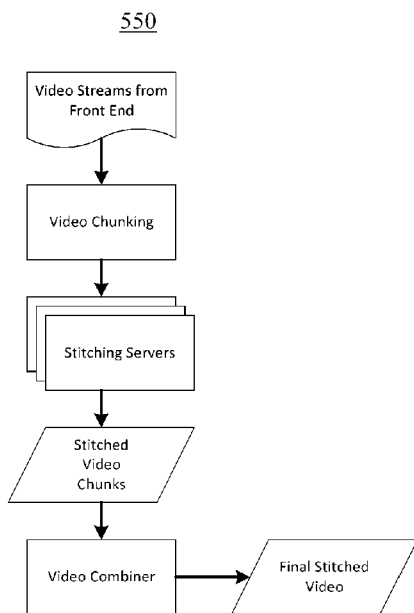 550
Video Streams from
Front End
Video Chunking
Stitching Servers
Stitched
Video
Chunks
Video Combiner
Final Stitched
Video